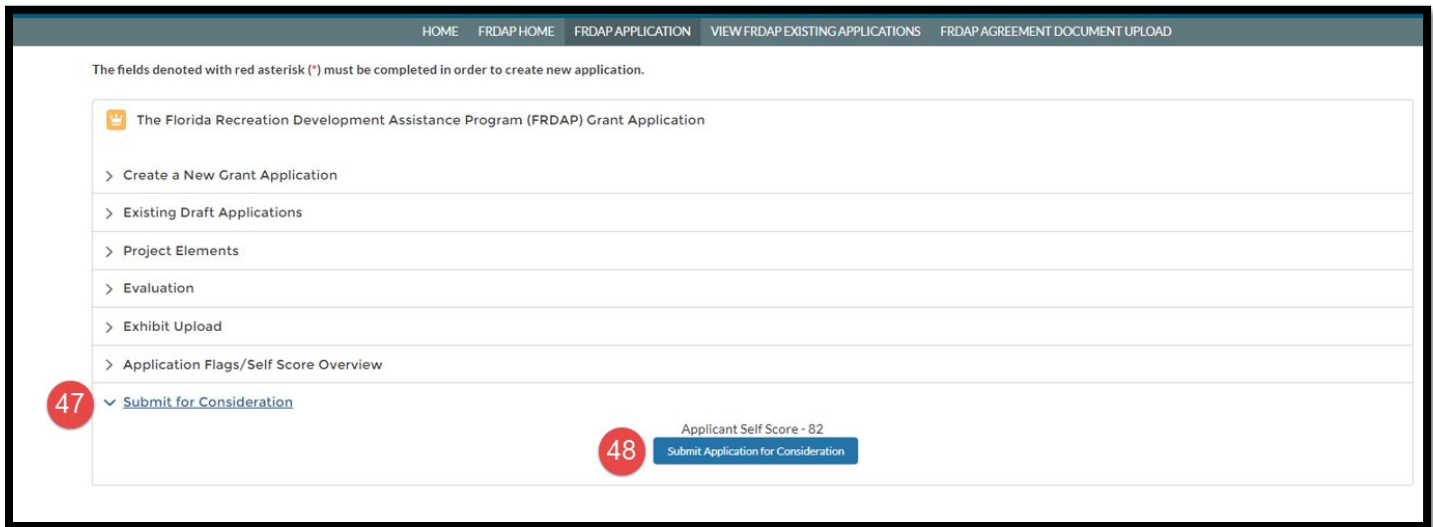 HOME FRDAP HOME FRDAP APPLICATION VIEW FRDAP EXISTING APPLICATIONS FRDAP AGREEMENT DOCUMENT UPLOAD
The fields denoted with red asterisk (*) must be completed in order to create new application.
The Florida Recreation Development Assistance Program (FRDAP) Grant Application
Create a New Grant Application
Existing Draft Applications
Project Elements
Evaluation
Exhibit Upload
Application Flags/Self Score Overview
47 Submit for Consideration
Applicant Self Score - 82
48 Submit Application for Consideration